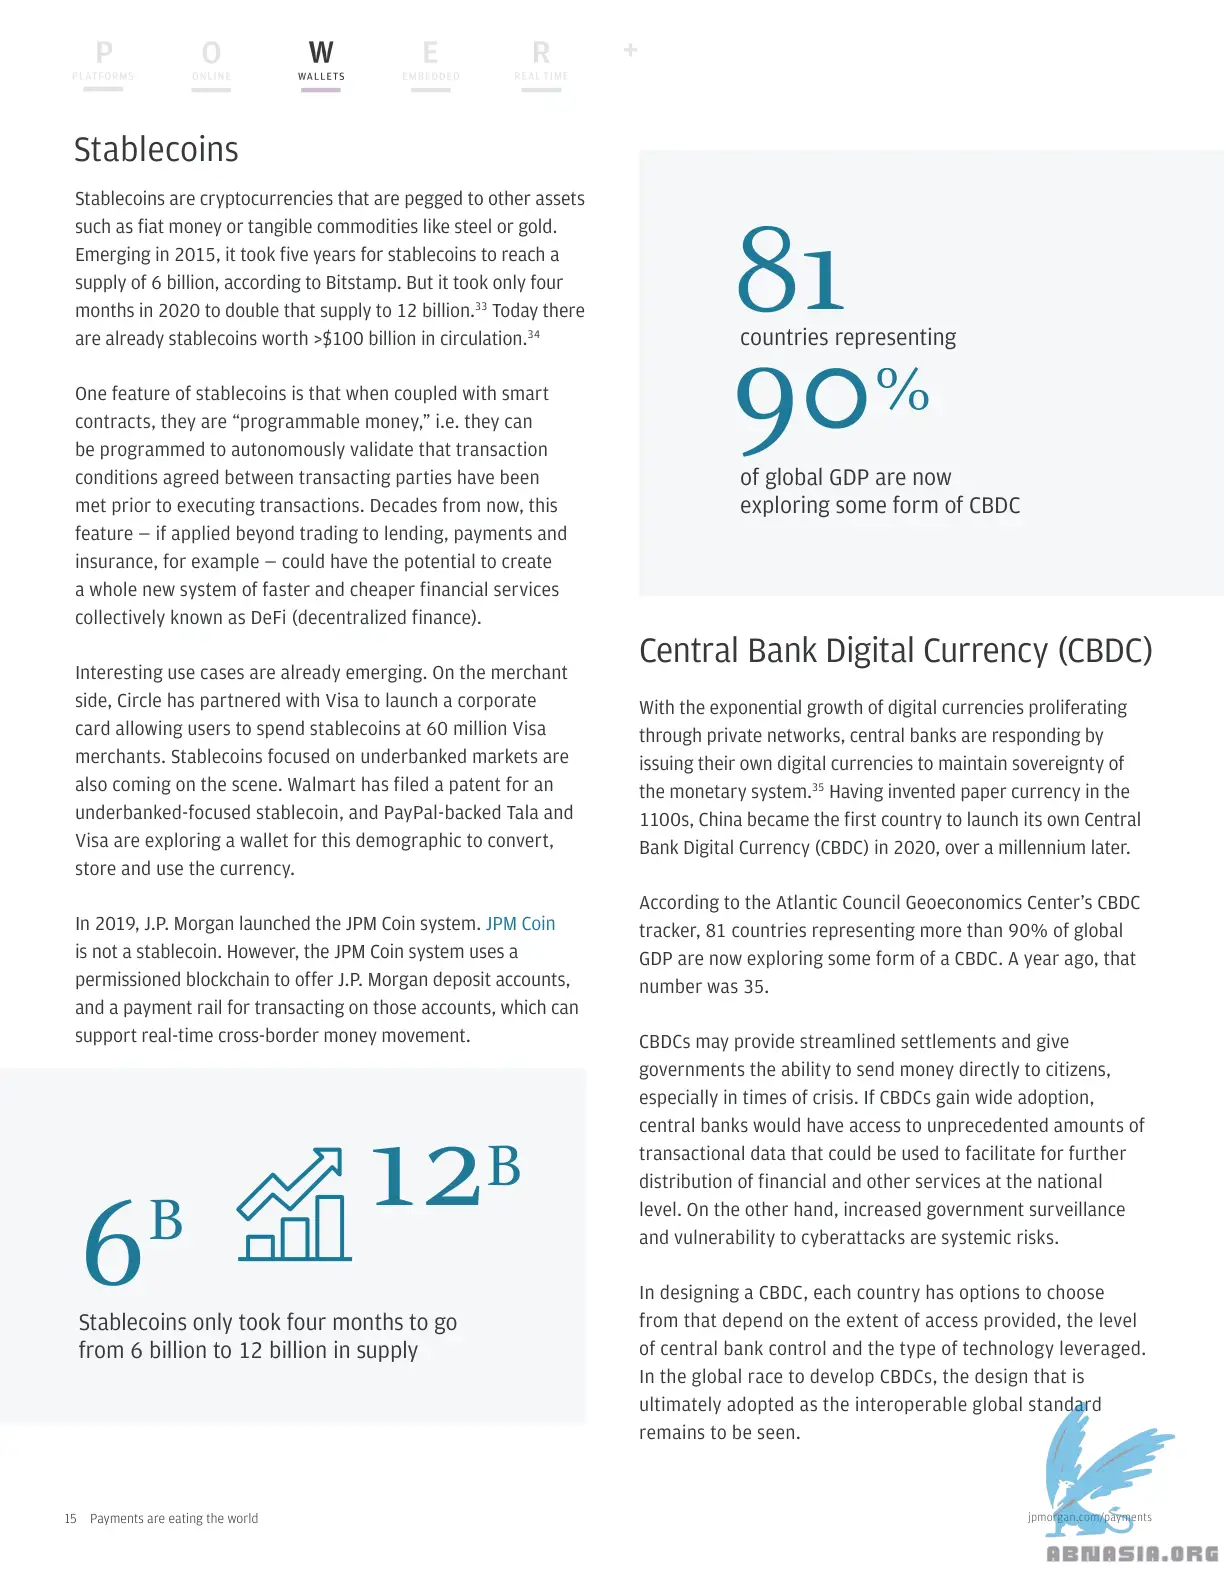 P O W E R +
PLATFORMS ONLINE WALLETS EMBEDDED REAL TIME
Stablecoins
Stablecoins are cryptocurrencies that are pegged to other assets
such as fiat money or tangible commodities like steel or gold.
Emerging in 2015, it took five years for stablecoins to reach a
supply of 6 billion, according to Bitstamp. But it took only four
months in 2020 to double that supply to 12 billion.33 Today there
are already stablecoins worth >$100 billion in circulation.34
One feature of stablecoins is that when coupled with smart
contracts, they are “programmable money,” i.e. they can
be programmed to autonomously validate that transaction
conditions agreed between transacting parties have been
met prior to executing transactions. Decades from now, this
feature — if applied beyond trading to lending, payments and
insurance, for example — could have the potential to create
a whole new system of faster and cheaper financial services
collectively known as DeFi (decentralized finance).
Interesting use cases are already emerging. On the merchant
side, Circle has partnered with Visa to launch a corporate
card allowing users to spend stablecoins at 60 million Visa
merchants. Stablecoins focused on underbanked markets are
also coming on the scene. Walmart has filed a patent for an
underbanked-focused stablecoin, and PayPal-backed Tala and
Visa are exploring a wallet for this demographic to convert,
store and use the currency.
In 2019, J.P. Morgan launched the JPM Coin system. JPM Coin
is not a stablecoin. However, the JPM Coin system uses a
permissioned blockchain to offer J.P. Morgan deposit accounts,
and a payment rail for transacting on those accounts, which can
support real-time cross-border money movement.
6B 12B
Stablecoins only took four months to go
from 6 billion to 12 billion in supply
81
countries representing
90%
of global GDP are now
exploring some form of CBDC
Central Bank Digital Currency (CBDC)
With the exponential growth of digital currencies proliferating
through private networks, central banks are responding by
issuing their own digital currencies to maintain sovereignty of
the monetary system.35 Having invented paper currency in the
1100s, China became the first country to launch its own Central
Bank Digital Currency (CBDC) in 2020, over a millennium later.
According to the Atlantic Council Geoeconomics Center’s CBDC
tracker, 81 countries representing more than 90% of global
GDP are now exploring some form of a CBDC. A year ago, that
number was 35.
CBDCs may provide streamlined settlements and give
governments the ability to send money directly to citizens,
especially in times of crisis. If CBDCs gain wide adoption,
central banks would have access to unprecedented amounts of
transactional data that could be used to facilitate for further
distribution of financial and other services at the national
level. On the other hand, increased government surveillance
and vulnerability to cyberattacks are systemic risks.
In designing a CBDC, each country has options to choose
from that depend on the extent of access provided, the level
of central bank control and the type of technology leveraged.
In the global race to develop CBDCs, the design that is
ultimately adopted as the interoperable global standard
remains to be seen.
15 Payments are eating the world
jpmorgan.com/payments
ABNASIA.ORG